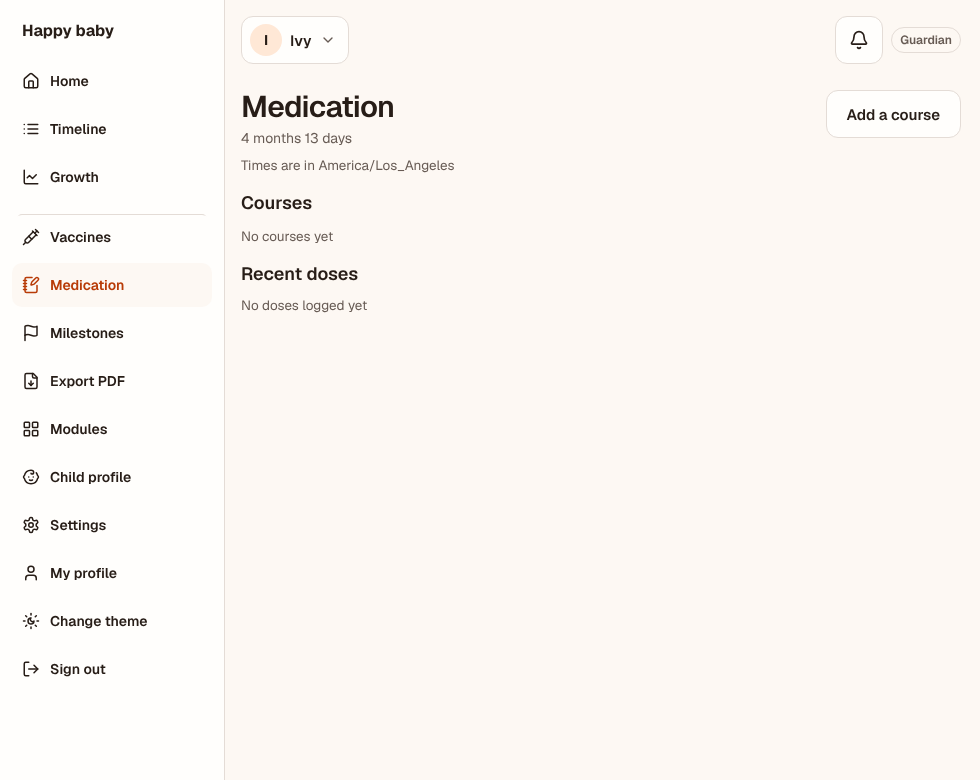 Happy baby
Home
Timeline
Growth
Vaccines
Medication
Milestones
Export PDF
Modules
Child profile
Settings
My profile
Change theme
Sign out
I Ivy
Guardian
Medication
Add a course
4 months 13 days
Times are in America/Los_Angeles
Courses
No courses yet
Recent doses
No doses logged yet